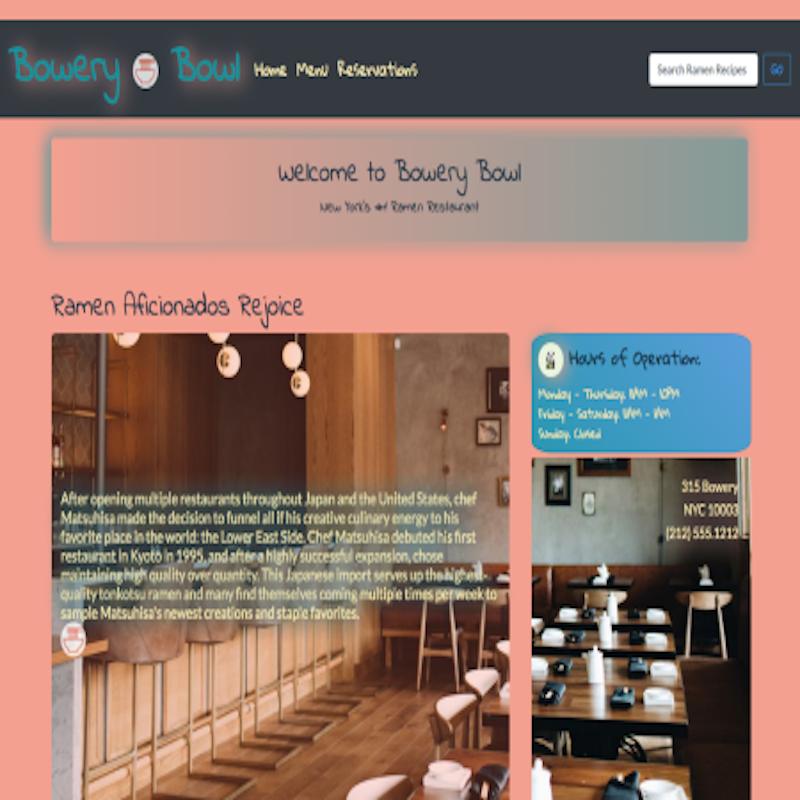 Bowery Bowl Home Menu Reservations Search Ramen Recipes GO
Welcome to Bowery Bowl
New York's #1 Ramen Restaurant
Ramen Aficionados Rejoice
After opening multiple restaurants throughout Japan and the United States, chef
Matsuhisa made the decision to funnel all if his creative culinary energy to his
favorite place in the world: the Lower East Side. Chef Matsuhisa debuted his first
restaurant in Kyoto in 1995, and after a highly successful expansion, chose
maintaining high quality over quantity. This Japanese import serves up the highest-
quality tonkotsu ramen and many find themselves coming multiple times per week to
sample Matsuhisa's newest creations and staple favorites.
Hours of Operation:
Monday - Thursday: 11AM - 10PM
Friday - Saturday: 11AM - 1AM
Sunday: Closed
315 Bowery
NYC 10003
(212) 555.1212